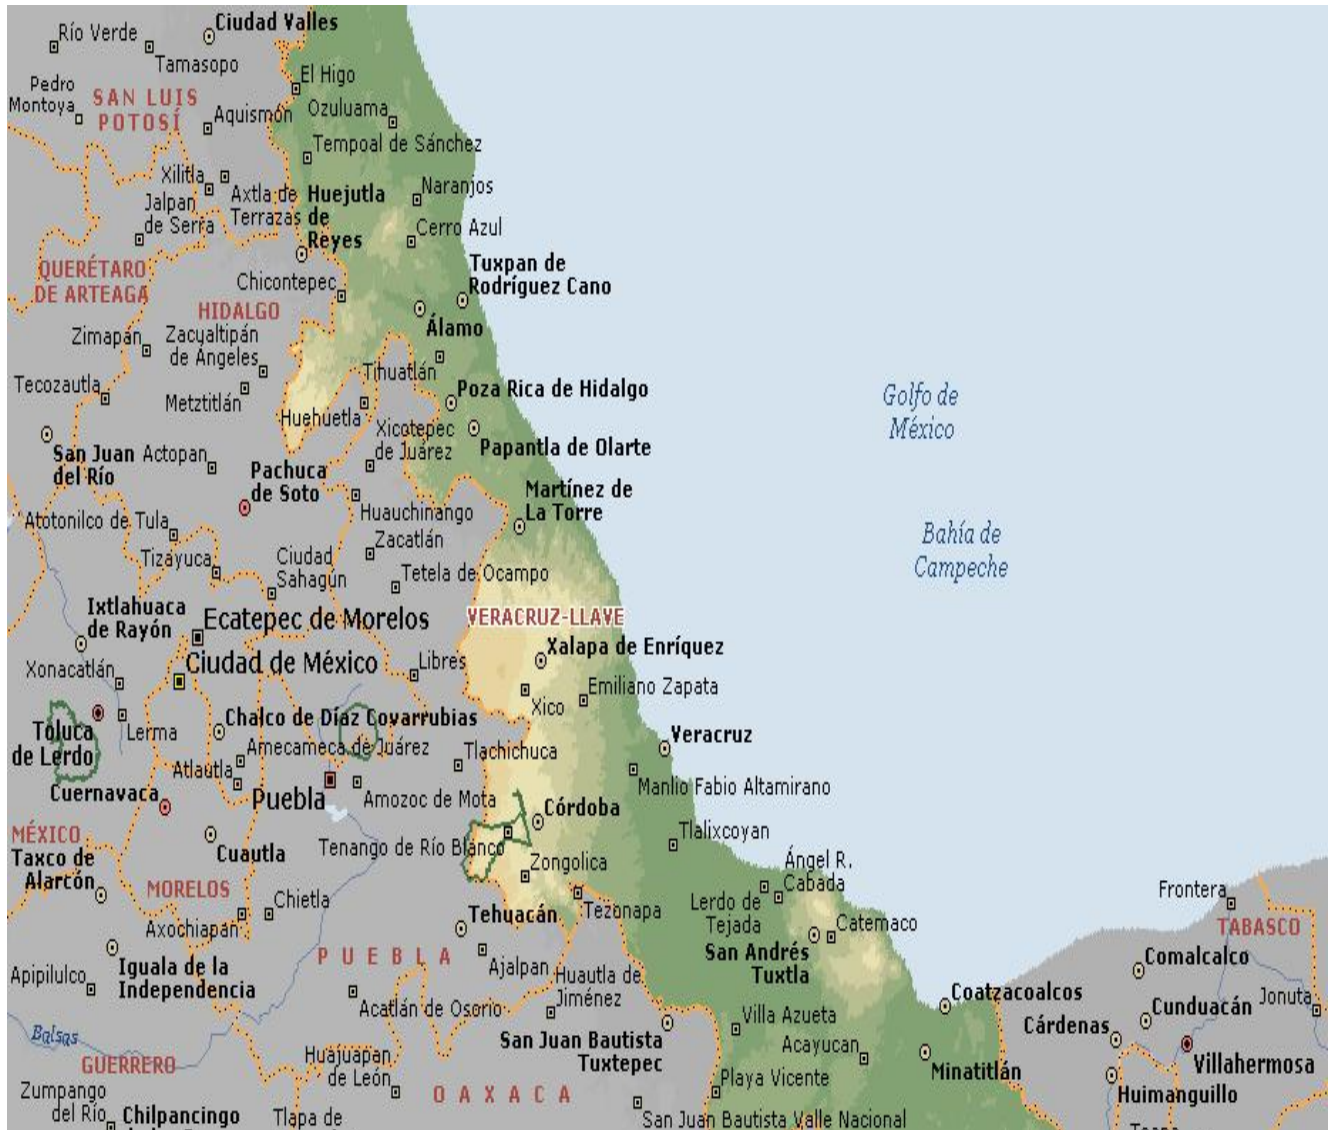 Ciudad Valles
Río Verde
Tamasopo
El Higo
Pedro
Montoya
SAN LUIS
POTOSÍ
Aquismón
Ozuluama
Tempoal de Sánchez
Xilitla
Axtla de
Terrazas
Huejutla
de
Reyes
Naranjos
Jalpan
de Serra
Cerro Azul
QUERÉTARO
DE ARTEAGA
Chicontepec
Tuxpan de
Rodríguez Cano
HIDALGO
Álamo
Zimapán
Zacualtipán
de Ángeles
Tihuatlán
Tecozautla
Metztitlán
Poza Rica de Hidalgo
Huehuetla
Xicotepec
de Juárez
Papantla de Olarte
Golfo de
México
San Juan
del Río
Actopan
Pachuca
de Soto
Martínez de
La Torre
Atotonilco de Tula
Huauchinango
Zacatlán
Bahía de
Campeche
Tizayuca
Ciudad
Sahagún
Tetela de Ocampo
Ixtlahuaca
de Rayón
Ecatepec de Morelos
VERACRUZ-LLAVE
Xalapa de Enríquez
Xonacatlán
Ciudad de México
Libres
Xico
Emiliano Zapata
Toluca
de Lerdo
Lerma
Chalco de Díaz Covarrubias
Veracruz
Amecameca de Juárez
Tlachichuca
Atlautla
Manlio Fabio Altamirano
Cuernavaca
Puebla
Amozoc de Mota
Córdoba
MÉXICO
Cuautla
Tenango de Río Blanco
Tlalixcoyan
Taxco de
Alarcón
Zongolica
Ángel R.
Cabada
MORELOS
Chietla
Tezonapa
Lerdo de
Tejada
Frontera
Axochiapan
Tehuacán
Catemaco
TABASCO
San Andrés
Tuxtla
PUEBLA
Ajalpan
Comalcalco
Apipilulco
Iguala de la
Independencia
Huautla de
Jiménez
Coatzacoalcos
Cunduacán
Jonuta
Acatlán de Osorio
Villa Azueta
Cárdenas
Balsas
San Juan Bautista
Tuxtepec
Acayucan
Villahermosa
GUERRERO
Huajuapan
de León
Minatitlán
Playa Vicente
Huimanguillo
Zumpango
del Río
OAXACA
Chilpancingo
Tlapa de
San Juan Bautista Valle Nacional